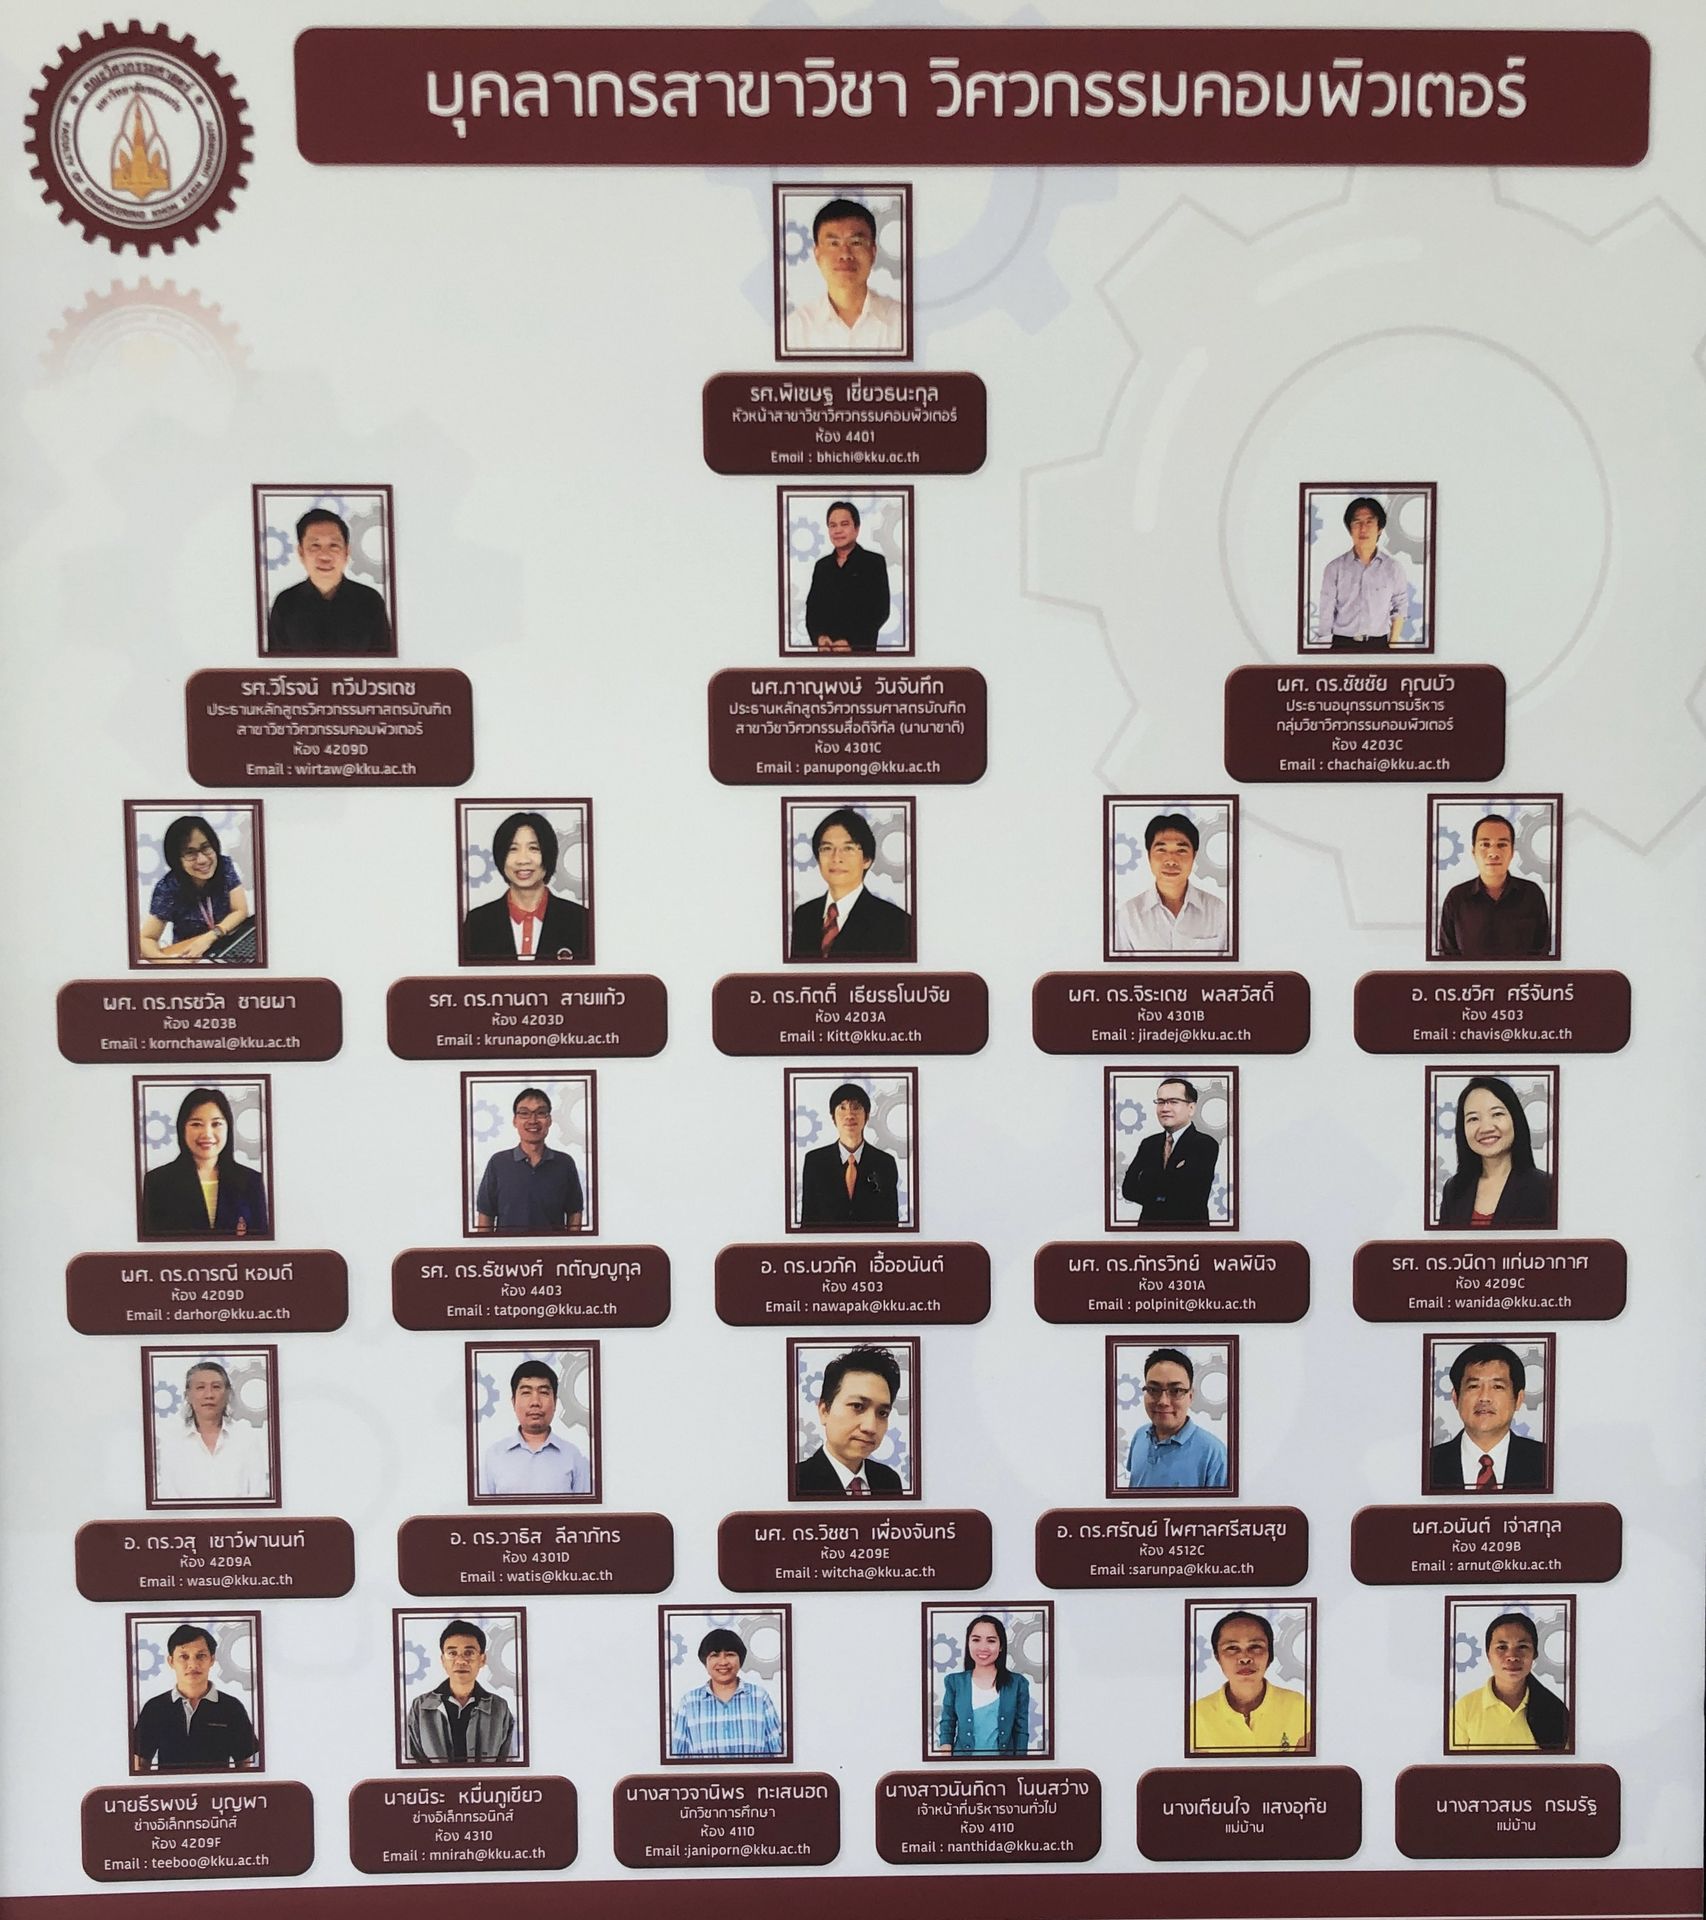 คณะวิศวกรรมศาสตร์
มหาวิทยาลัยขอนแก่น
FACULTY OF ENGINEERING KHON KAEN UNIVERSITY
บุคลากรสาขาวิชา วิศวกรรมคอมพิวเตอร์
รศ.พิเชษฐ เชี่ยวธนะกุล
หัวหน้าสาขาวิชาวิศวกรรมคอมพิวเตอร์
ห้อง 4401
Email : bhichi@kku.ac.th
รศ.วิโรจน์ ทวีปวรเดช
ประธานหลักสูตรวิศวกรรมศาสตรบัณฑิต
สาขาวิชาวิศวกรรมคอมพิวเตอร์
ห้อง 4209D
Email : wirtaw@kku.ac.th
ผศ.ภาณุพงษ์ วันจันทึก
ประธานหลักสูตรวิศวกรรมศาสตรบัณฑิต
สาขาวิชาวิศวกรรมสื่อดิจิทัล (นานาชาติ)
ห้อง 4301C
Email : panupong@kku.ac.th
ผศ. ดร.ชัชชัย คุณบัว
ประธานอนุกรรมการบริหาร
กลุ่มวิชาวิศวกรรมคอมพิวเตอร์
ห้อง 4203C
Email : chachai@kku.ac.th
ผศ. ดร.กรชวัล ชายผา
ห้อง 4203B
Email : kornchawal@kku.ac.th
รศ. ดร.กานดา สายแก้ว
ห้อง 4203D
Email : krunapon@kku.ac.th
อ. ดร.กิตติ์ เธียรธโนปจัย
ห้อง 4203A
Email : Kitt@kku.ac.th
ผศ. ดร.จิระเดช พลสวัสดิ์
ห้อง 4301B
Email : jiradej@kku.ac.th
อ. ดร.ชวิศ ศรีจันทร์
ห้อง 4503
Email : chavis@kku.ac.th
ผศ. ดร.ดารณี หอมดี
ห้อง 4209D
Email : darhor@kku.ac.th
รศ. ดร.ธัชพงศ์ กตัญญูกุล
ห้อง 4403
Email : tatpong@kku.ac.th
อ. ดร.นวภัค เอื้ออนันต์
ห้อง 4503
Email : nawapak@kku.ac.th
ผศ. ดร.ภัทรวิทย์ พลพินิจ
ห้อง 4301A
Email : polpinit@kku.ac.th
รศ. ดร.วนิดา แก่นอากาศ
ห้อง 4209C
Email : wanida@kku.ac.th
อ. ดร.วสุ เชาว์พานนท์
ห้อง 4209A
Email : wasu@kku.ac.th
อ. ดร.วาธิส ลีลาภัทร
ห้อง 4301D
Email : watis@kku.ac.th
ผศ. ดร.วิชชา เฟื่องจันทร์
ห้อง 4209E
Email : witcha@kku.ac.th
อ. ดร.ศรัณย์ ไพศาลศรีสมสุข
ห้อง 4512C
Email :sarunpa@kku.ac.th
ผศ.อนันต์ เจ่าสกุล
ห้อง 4209B
Email : arnut@kku.ac.th
นายธีรพงษ์ บุญพา
ช่างอิเล็กทรอนิกส์
ห้อง 4209F
Email : teeboo@kku.ac.th
นายนิระ หมื่นภูเขียว
ช่างอิเล็กทรอนิกส์
ห้อง 4310
Email : mnirah@kku.ac.th
นางสาวจานิพร ทะเสนฮด
นักวิชาการศึกษา
ห้อง 4110
Email :janiporn@kku.ac.th
นางสาวนันทิดา โนนสว่าง
เจ้าหน้าที่บริหารงานทั่วไป
ห้อง 4110
Email : nanthida@kku.ac.th
นางเตียนใจ แสงอุทัย
แม่บ้าน
นางสาวสมร กรมรัฐ
แม่บ้าน